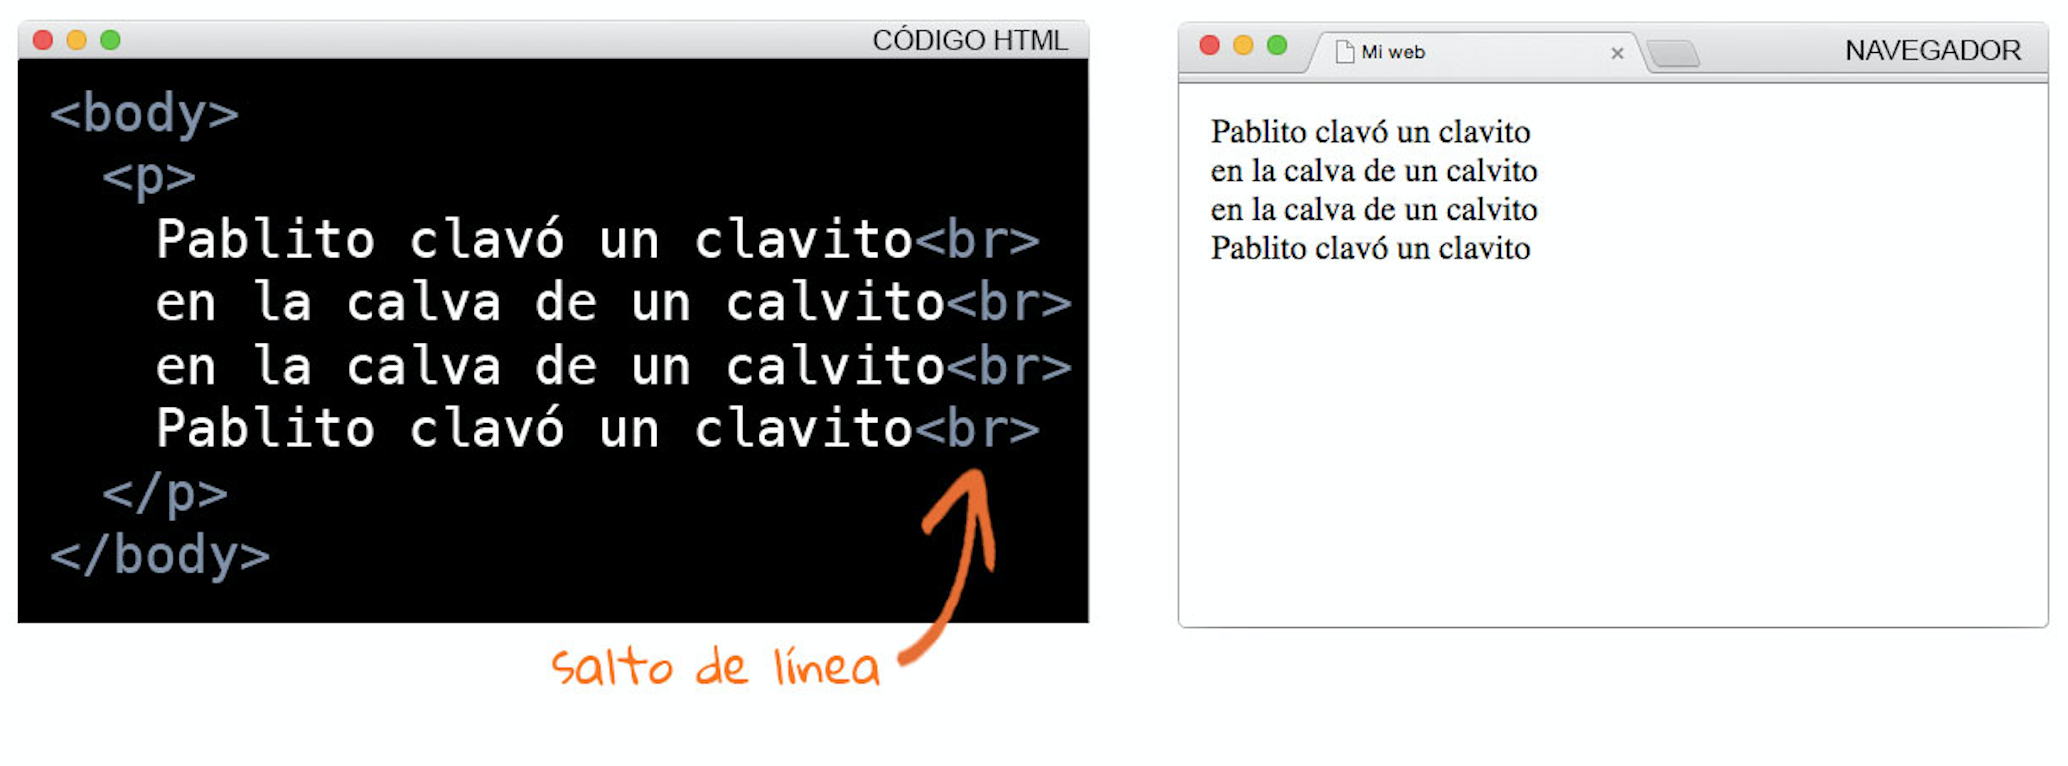 CÓDIGO HTML
<body>
<p>
Pablito clavó un clavito<br>
en la calva de un calvito<br>
en la calva de un calvito<br>
Pablito clavó un clavito<br>
</p>
</body>
salto de línea
Mi web
NAVEGADOR
Pablito clavó un clavito
en la calva de un calvito
en la calva de un calvito
Pablito clavó un clavito